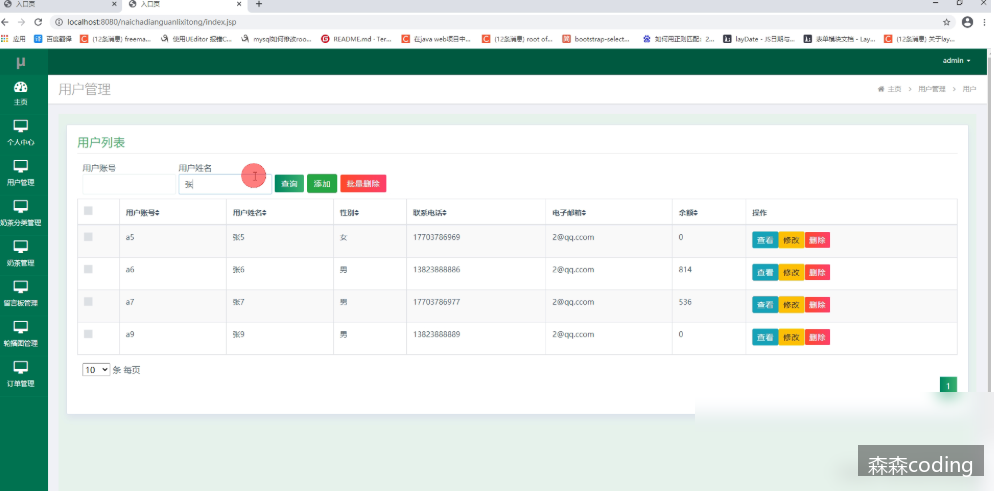 入口页 入口页
localhost:8080/naichadianguanlixitong/index.jsp
应用 百度翻译 (12条消息) freema... 使用UEditor 报错C... mysql如何修改roo... README.md · Ter... 在java web项目中... (12条消息) root of... bootstrap-select... 如何用正则匹配：2... layDate - JS日期与... 表单模块文档 - Lay... (12条消息) 关于lay...
μ admin
主页
个人中心
用户管理
奶茶分类管理
奶茶管理
留言板管理
轮播图管理
订单管理
用户管理 主页 > 用户管理 > 用户
用户列表
用户账号 用户姓名
张 查询 添加 批量删除
用户账号 用户姓名 性别 联系电话 电子邮箱 余额 操作
a5 张5 女 17703786969 2@qq.ccom 0 查看 修改 删除
a6 张6 男 13823888886 2@qq.ccom 814 查看 修改 删除
a7 张7 男 17703786977 2@qq.ccom 536 查看 修改 删除
a9 张9 男 13823888889 2@qq.ccom 0 查看 修改 删除
10 条 每页
1
森森coding